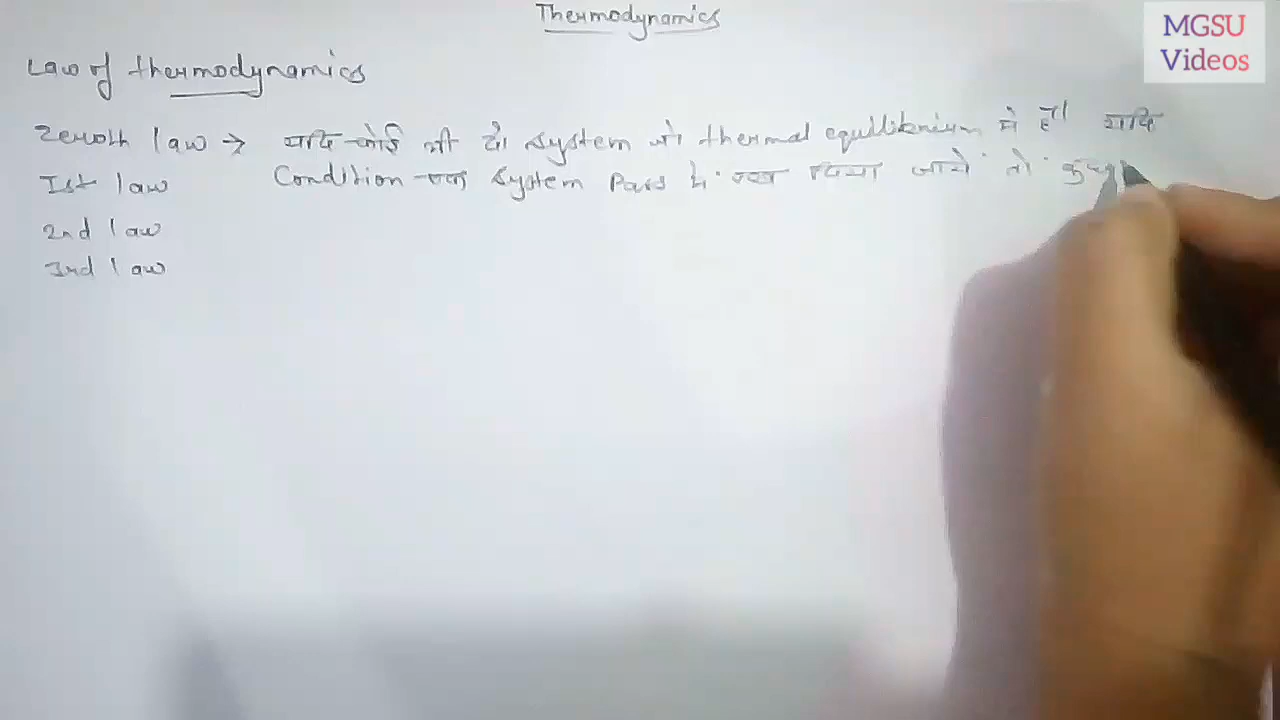 Thermodynamics
MGSU
Videos
Law of thermodynamics
Zeroth law → यदि कोई भी दो system जो thermal equilibrium में हो यदि
Ist law Condition एक system Pass में रख दिया जाये तो कुछ
2nd law
3rd law